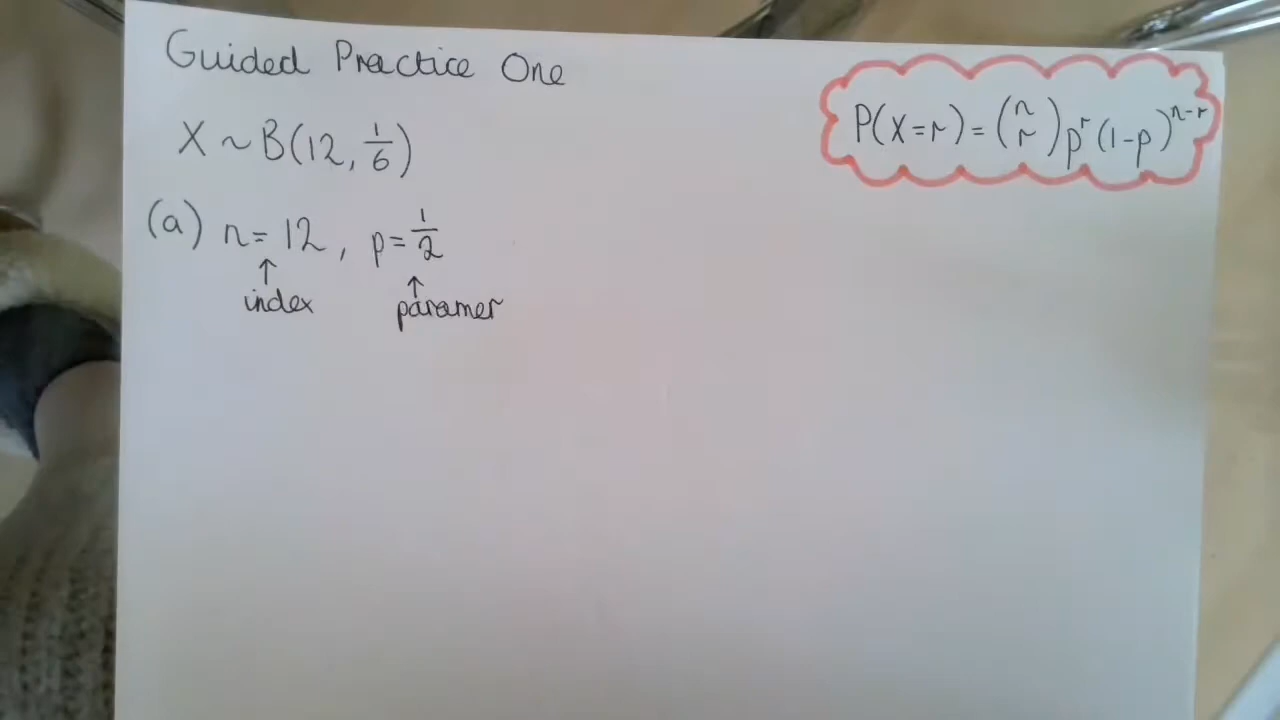 Guided Practice One
P(X=r) = (n r) p^r (1-p)^{n-r}
X ~ B(12, 1/6)
(a) n = 12, p = 1/2
↑ ↑
index paramer